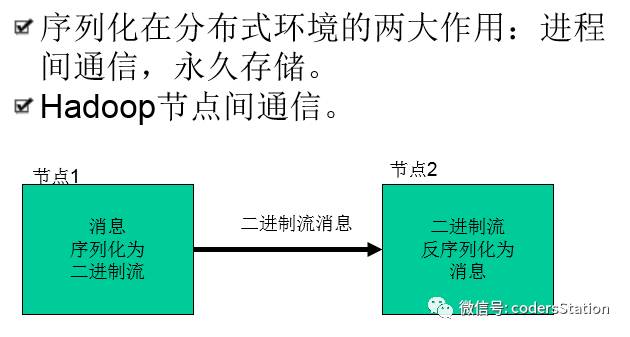 序列化在分布式环境的两大作用：进程
间通信，永久存储。
Hadoop节点间通信。
节点1
节点2
消息
序列化为
二进制流
二进制流消息
二进制流
反序列化为
消息
微信号: codersStation